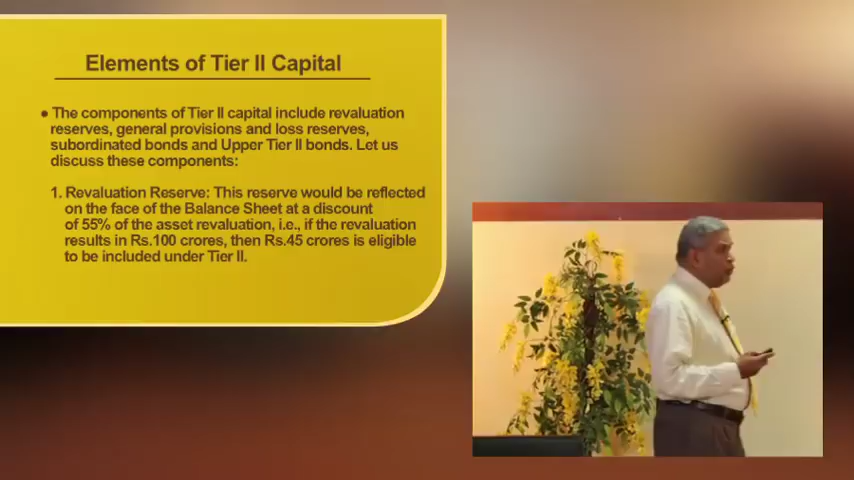 Elements of Tier II Capital
• The components of Tier II capital include revaluation
reserves, general provisions and loss reserves,
subordinated bonds and Upper Tier II bonds. Let us
discuss these components:
1. Revaluation Reserve: This reserve would be reflected
on the face of the Balance Sheet at a discount
of 55% of the asset revaluation, i.e., if the revaluation
results in Rs.100 crores, then Rs.45 crores is eligible
to be included under Tier II.